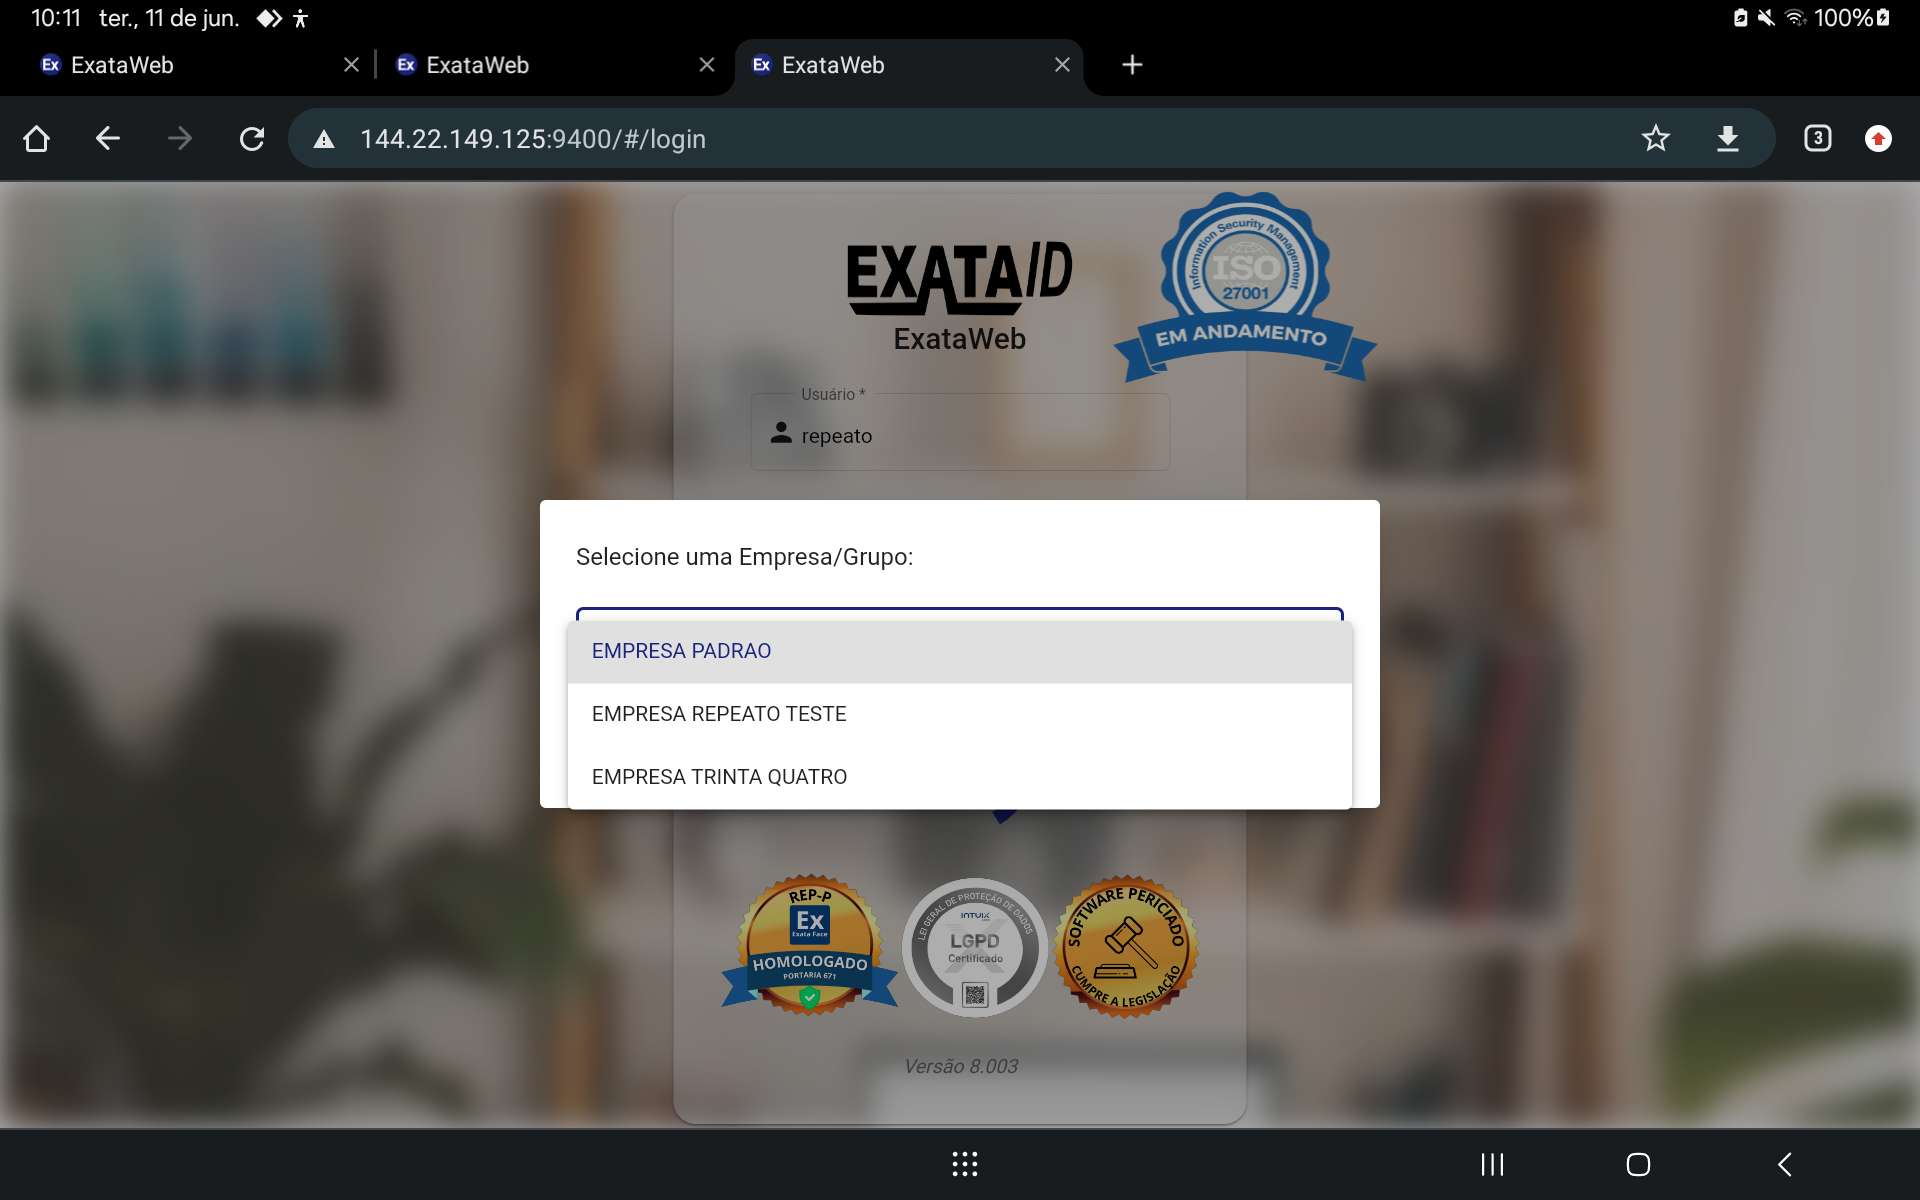 10:11 ter., 11 de jun. 100%
Ex ExataWeb Ex ExataWeb Ex ExataWeb
144.22.149.125:9400/#/login 3
EXATAID
ExataWeb
Information Security Management
ISO
27001
EM ANDAMENTO
Usuário *
repeato
Selecione uma Empresa/Grupo:
EMPRESA PADRAO
EMPRESA REPEATO TESTE
EMPRESA TRINTA QUATRO
REP-P
Ex
Exata Face
HOMOLOGADO
PORTARIA 671
LEI GERAL DE PROTEÇÃO DE DADOS
INTUIX
LGPD
Certificado
SOFTWARE PERICIADO
CUMPRE A LEGISLAÇÃO
Versão 8.003